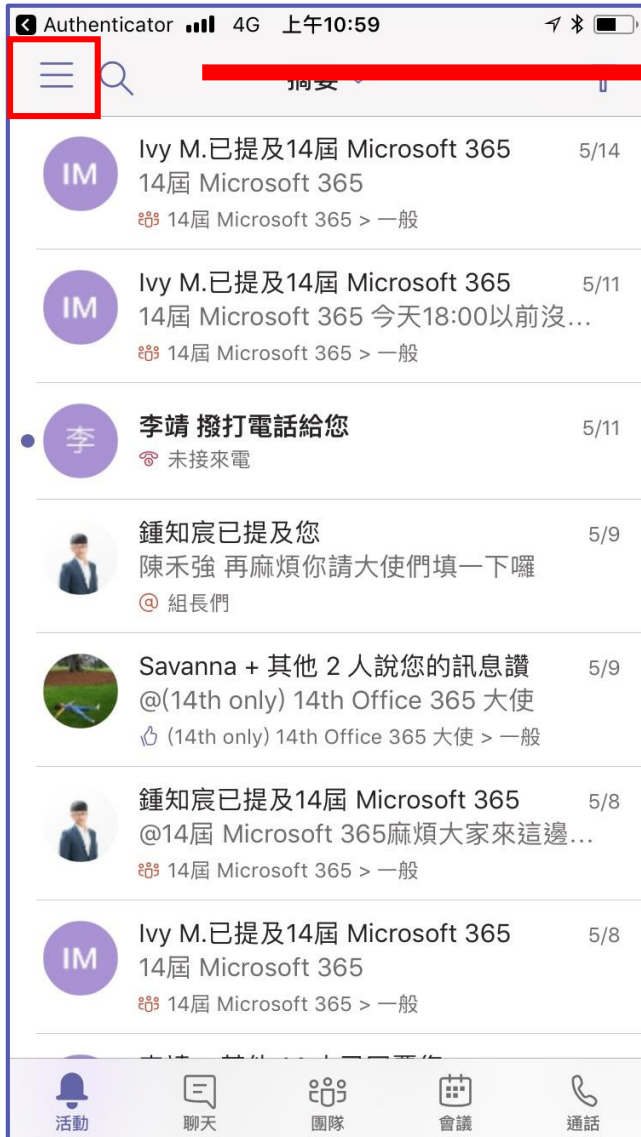 Authenticator 4G 上午10:59
摘要
IM
Ivy M.已提及14屆 Microsoft 365 5/14
14屆 Microsoft 365
14屆 Microsoft 365 > 一般
IM
Ivy M.已提及14屆 Microsoft 365 5/11
14屆 Microsoft 365 今天18:00以前沒...
14屆 Microsoft 365 > 一般
李
李靖 撥打電話給您 5/11
未接來電
鍾知宸已提及您 5/9
陳禾強 再麻煩你請大使們填一下囉
@ 組長們
Savanna + 其他 2 人說您的訊息讚 5/9
@(14th only) 14th Office 365 大使
(14th only) 14th Office 365 大使 > 一般
鍾知宸已提及14屆 Microsoft 365 5/8
@14屆 Microsoft 365麻煩大家來這邊...
14屆 Microsoft 365 > 一般
IM
Ivy M.已提及14屆 Microsoft 365 5/8
14屆 Microsoft 365
14屆 Microsoft 365 > 一般
活動 聊天 團隊 會議 通話